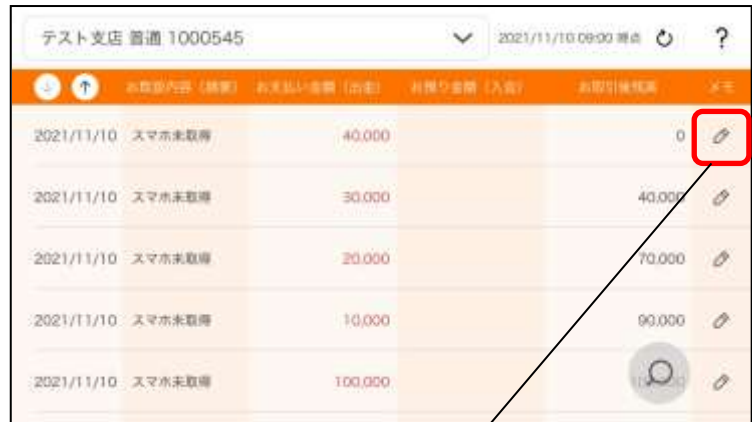 テスト支店 普通 1000545 2021/11/10 09:00 時点 ?
お取扱内容 (摘要) お支払い金額 (出金) お預り金額 (入金) お取引後残高 メモ
2021/11/10 スマホ未取得 40,000 0
2021/11/10 スマホ未取得 30,000 40,000
2021/11/10 スマホ未取得 20,000 70,000
2021/11/10 スマホ未取得 10,000 90,000
2021/11/10 スマホ未取得 100,000